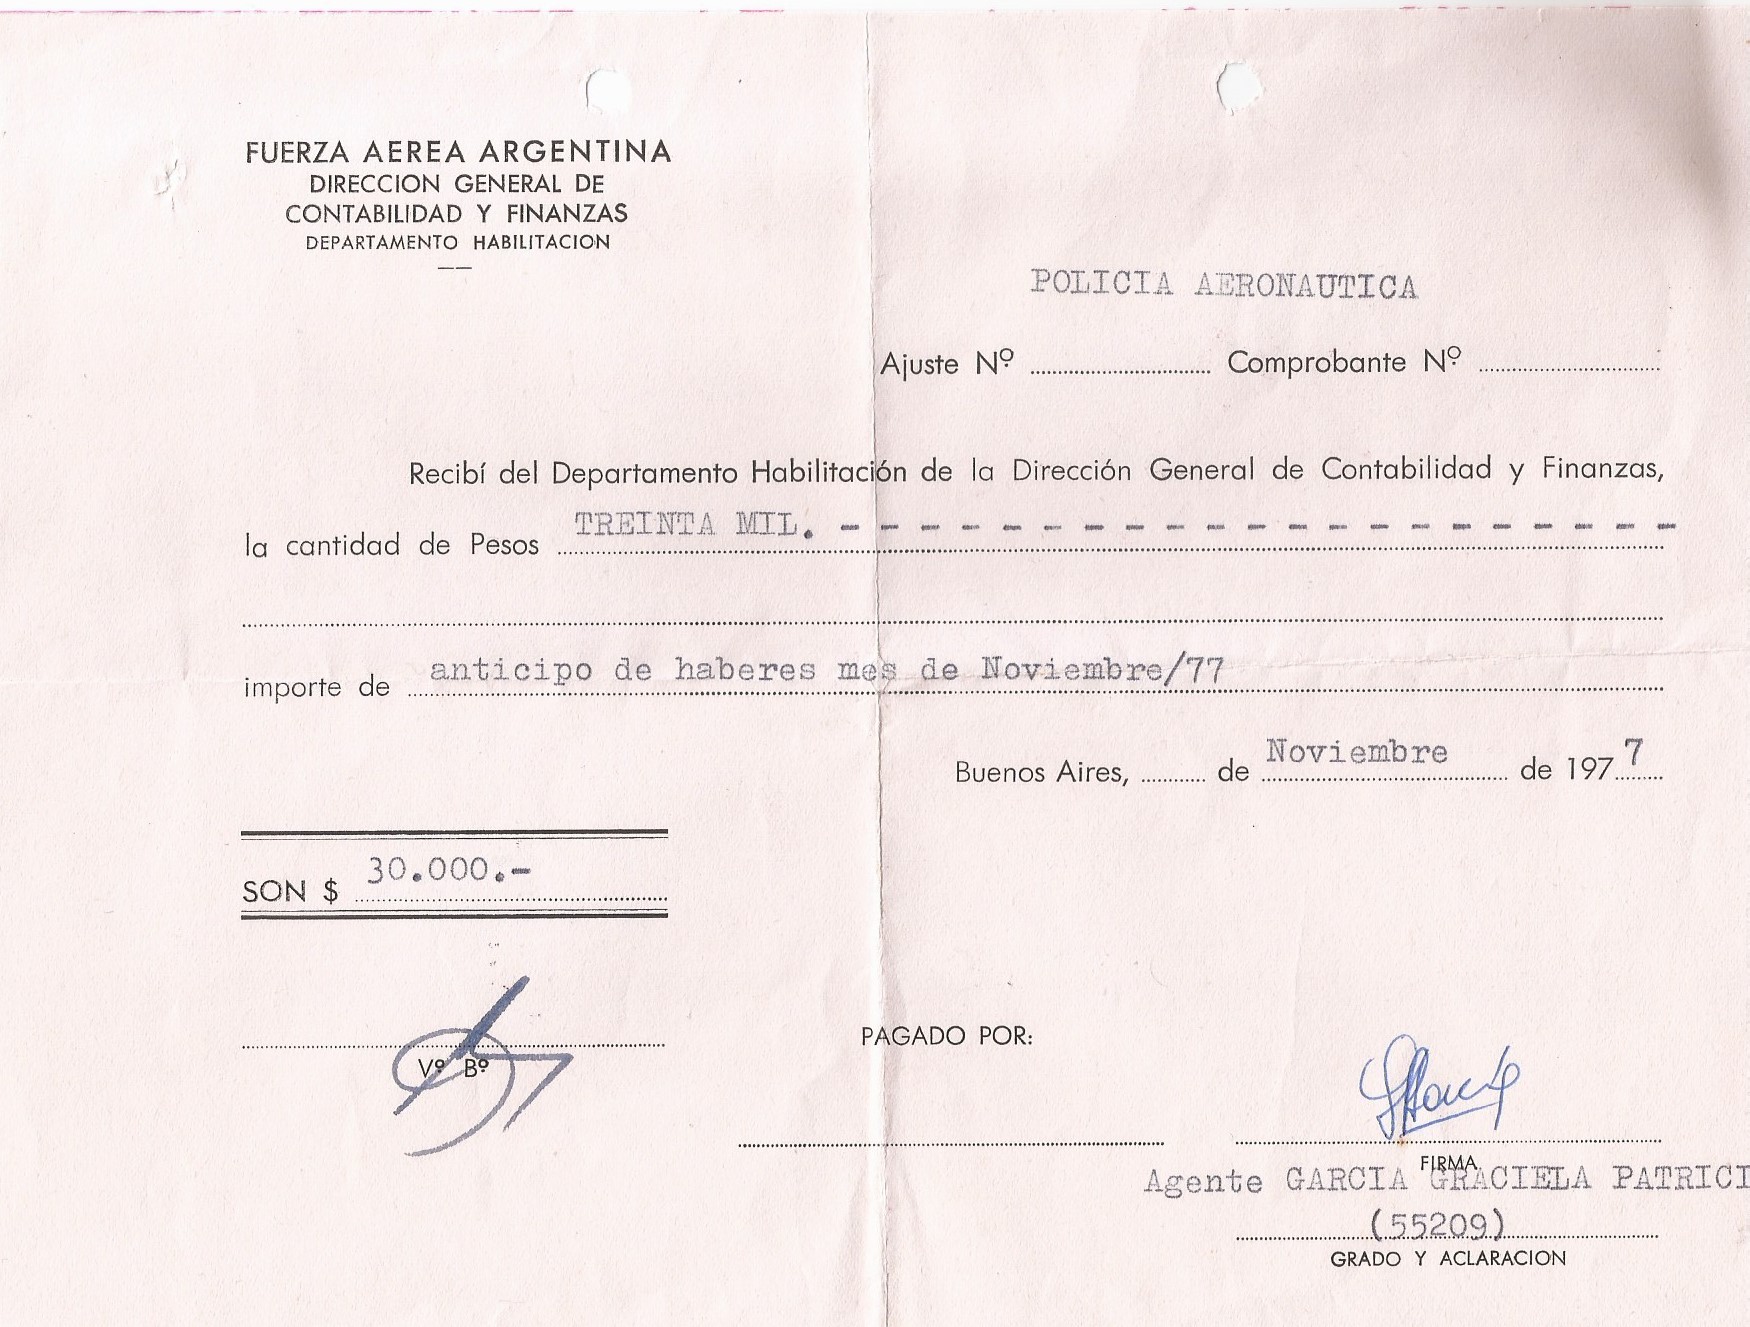 FUERZA AEREA ARGENTINA
DIRECCION GENERAL DE
CONTABILIDAD Y FINANZAS
DEPARTAMENTO HABILITACION
POLICIA AERONAUTICA
Ajuste Nº Comprobante Nº
Recibí del Departamento Habilitación de la Dirección General de Contabilidad y Finanzas,
la cantidad de Pesos TREINTA MIL. - - - - - - - - - - - - - - - - - - - - -
importe de anticipo de haberes mes de Noviembre/77
Buenos Aires, de Noviembre de 1977
SON $ 30.000.-
Vº Bº
PAGADO POR:
FIRMA
Agente GARCIA GRACIELA PATRICI
(55209)
GRADO Y ACLARACION